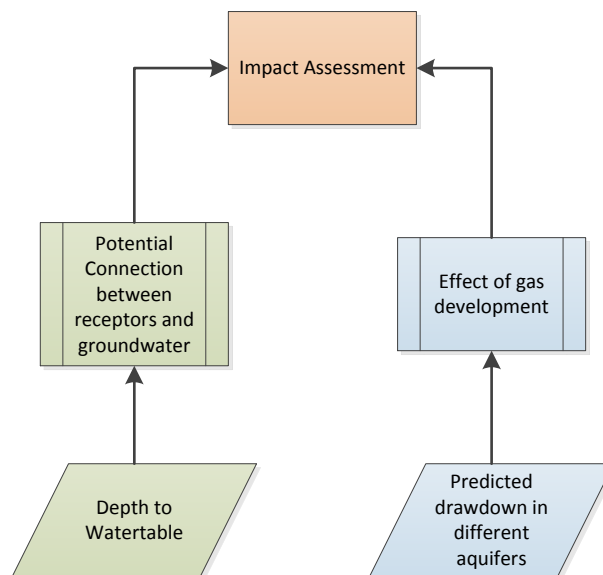 Impact Assessment
Potential
Connection
between
receptors and
groundwater
Effect of gas
development
Depth to
Watertable
Predicted
drawdown in
different
aquifers